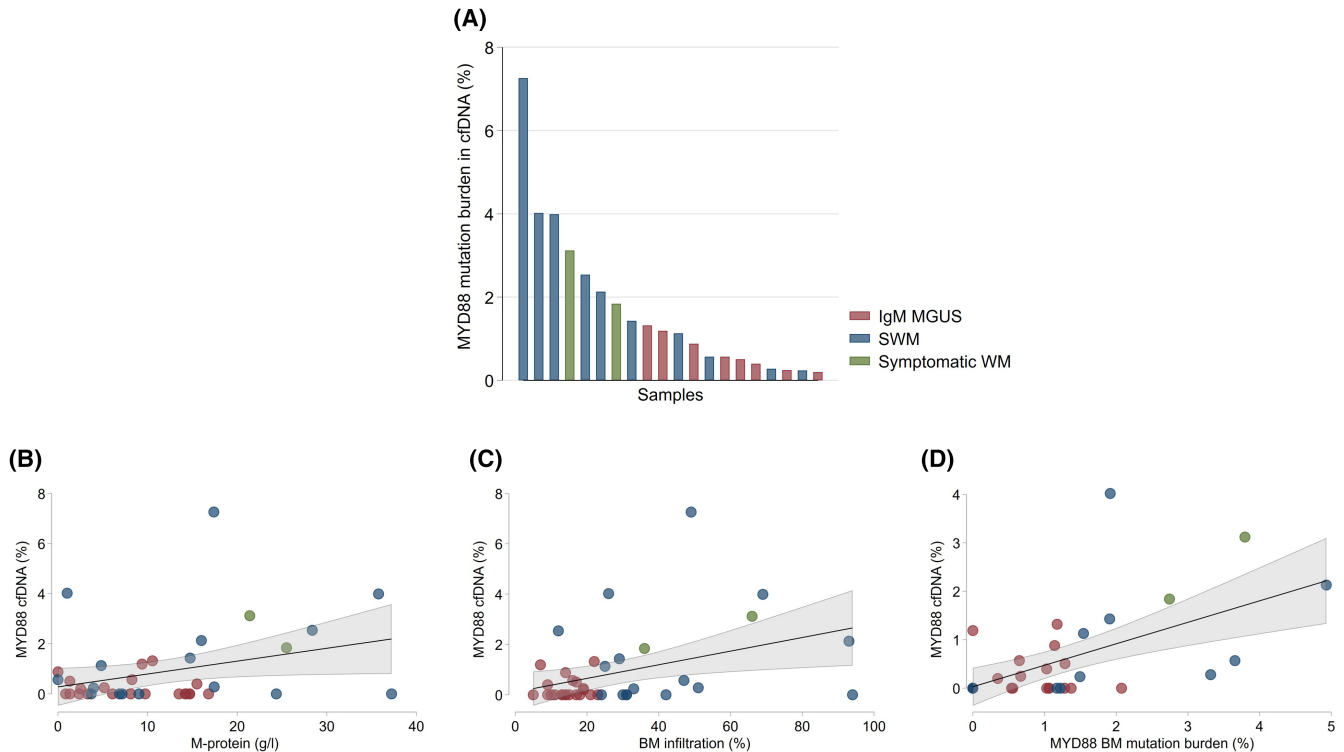 (A)
MYD88 mutation burden in cfDNA (%)
8
6
4
2
0
Samples
IgM MGUS
SWM
Symptomatic WM
(B)
MYD88 cfDNA (%)
8
6
4
2
0
0 10 20 30 40
M-protein (g/l)
(C)
MYD88 cfDNA (%)
8
6
4
2
0
0 20 40 60 80 100
BM infiltration (%)
(D)
MYD88 cfDNA (%)
4
3
2
1
0
0 1 2 3 4 5
MYD88 BM mutation burden (%)